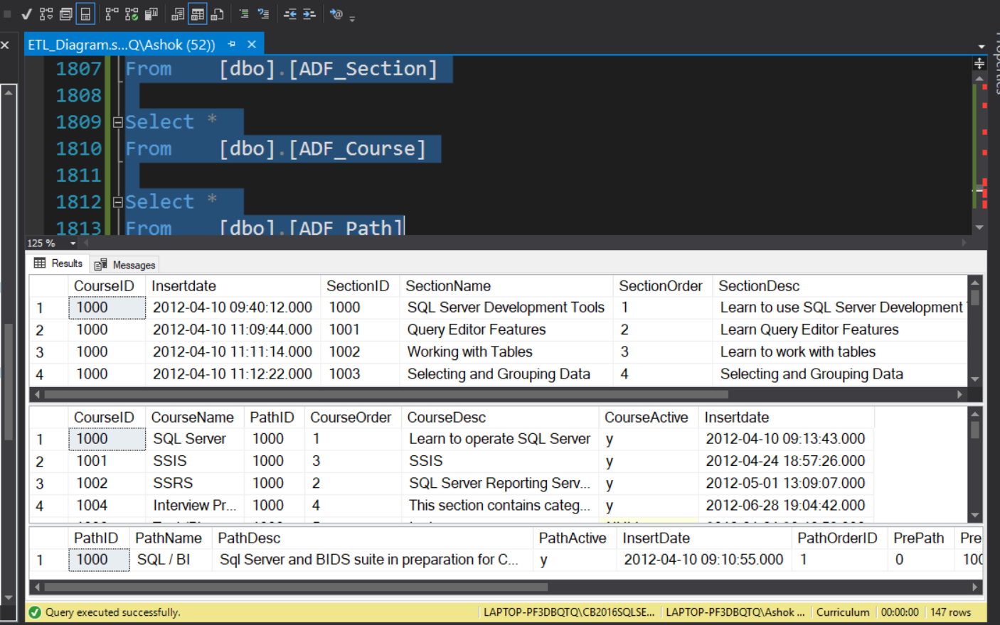 ETL_Diagram.s...Q\Ashok (52))
1807 From [dbo].[ADF_Section]
1808
1809 Select *
1810 From [dbo].[ADF_Course]
1811
1812 Select *
1813 From [dbo].[ADF_Path]
125 %
Results Messages
CourseID Insertdate SectionID SectionName SectionOrder SectionDesc
1 1000 2012-04-10 09:40:12.000 1000 SQL Server Development Tools 1 Learn to use SQL Server Development
2 1000 2012-04-10 11:09:44.000 1001 Query Editor Features 2 Learn Query Editor Features
3 1000 2012-04-10 11:11:14.000 1002 Working with Tables 3 Learn to work with tables
4 1000 2012-04-10 11:12:22.000 1003 Selecting and Grouping Data 4 Selecting and Grouping Data
CourseID CourseName PathID CourseOrder CourseDesc CourseActive Insertdate
1 1000 SQL Server 1000 1 Learn to operate SQL Server y 2012-04-10 09:13:43.000
2 1001 SSIS 1000 3 SSIS y 2012-04-24 18:57:26.000
3 1002 SSRS 1000 2 SQL Server Reporting Serv... y 2012-05-01 13:09:07.000
4 1004 Interview Pr... 1000 4 This section contains categ... y 2012-06-28 19:04:42.000
PathID PathName PathDesc PathActive InsertDate PathOrderID PrePath Pre
1 1000 SQL / BI Sql Server and BIDS suite in preparation for C... y 2012-04-10 09:10:55.000 1 0 100
Query executed successfully. LAPTOP-PF3DBQTQ\CB2016SQLSE... LAPTOP-PF3DBQTQ\Ashok ... Curriculum 00:00:00 147 rows